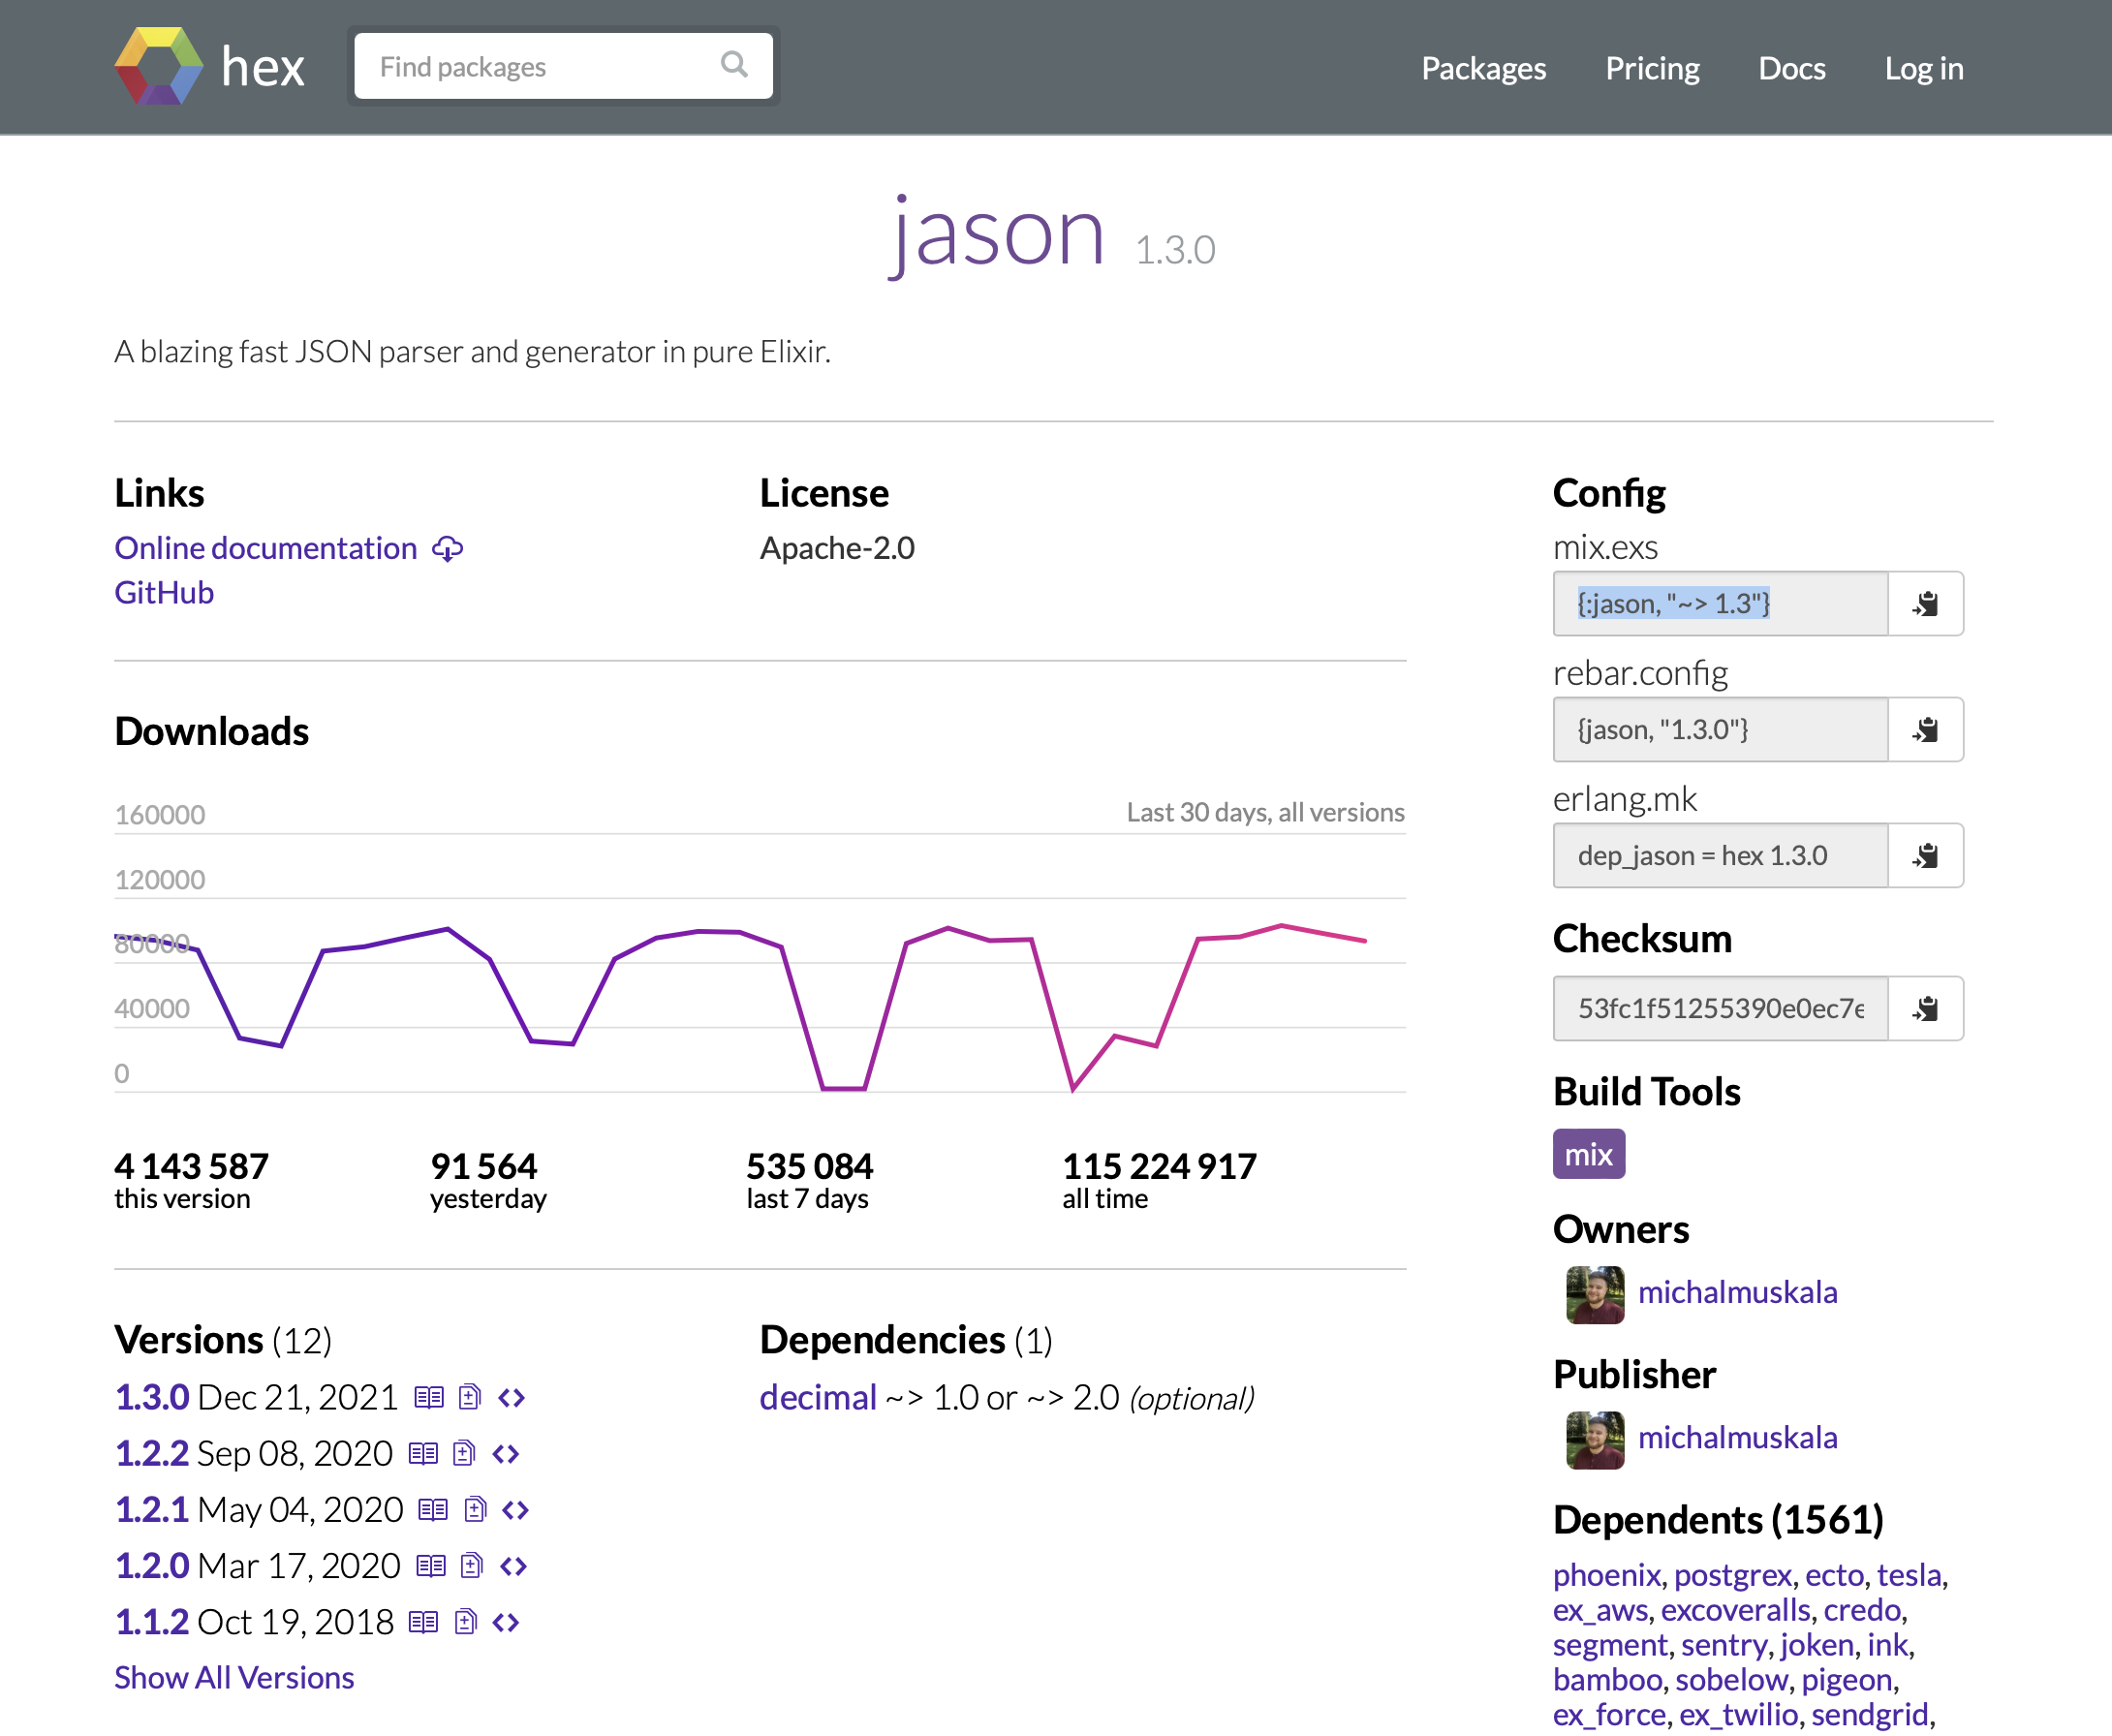 hex
Find packages
Packages Pricing Docs Log in
jason 1.3.0
A blazing fast JSON parser and generator in pure Elixir.
Links
Online documentation
GitHub
License
Apache-2.0
Downloads
Last 30 days, all versions
160000
120000
80000
40000
0
4 143 587
this version
91 564
yesterday
535 084
last 7 days
115 224 917
all time
Versions (12)
1.3.0 Dec 21, 2021
1.2.2 Sep 08, 2020
1.2.1 May 04, 2020
1.2.0 Mar 17, 2020
1.1.2 Oct 19, 2018
Show All Versions
Dependencies (1)
decimal ~> 1.0 or ~> 2.0 (optional)
Config
mix.exs
{:jason, "~> 1.3"}
rebar.config
{jason, "1.3.0"}
erlang.mk
dep_jason = hex 1.3.0
Checksum
53fc1f51255390e0ec7e
Build Tools
mix
Owners
michalmuskala
Publisher
michalmuskala
Dependents (1561)
phoenix, postgrex, ecto, tesla,
ex_aws, excoveralls, credo,
segment, sentry, joken, ink,
bamboo, sobelow, pigeon,
ex_force, ex_twilio, sendgrid,